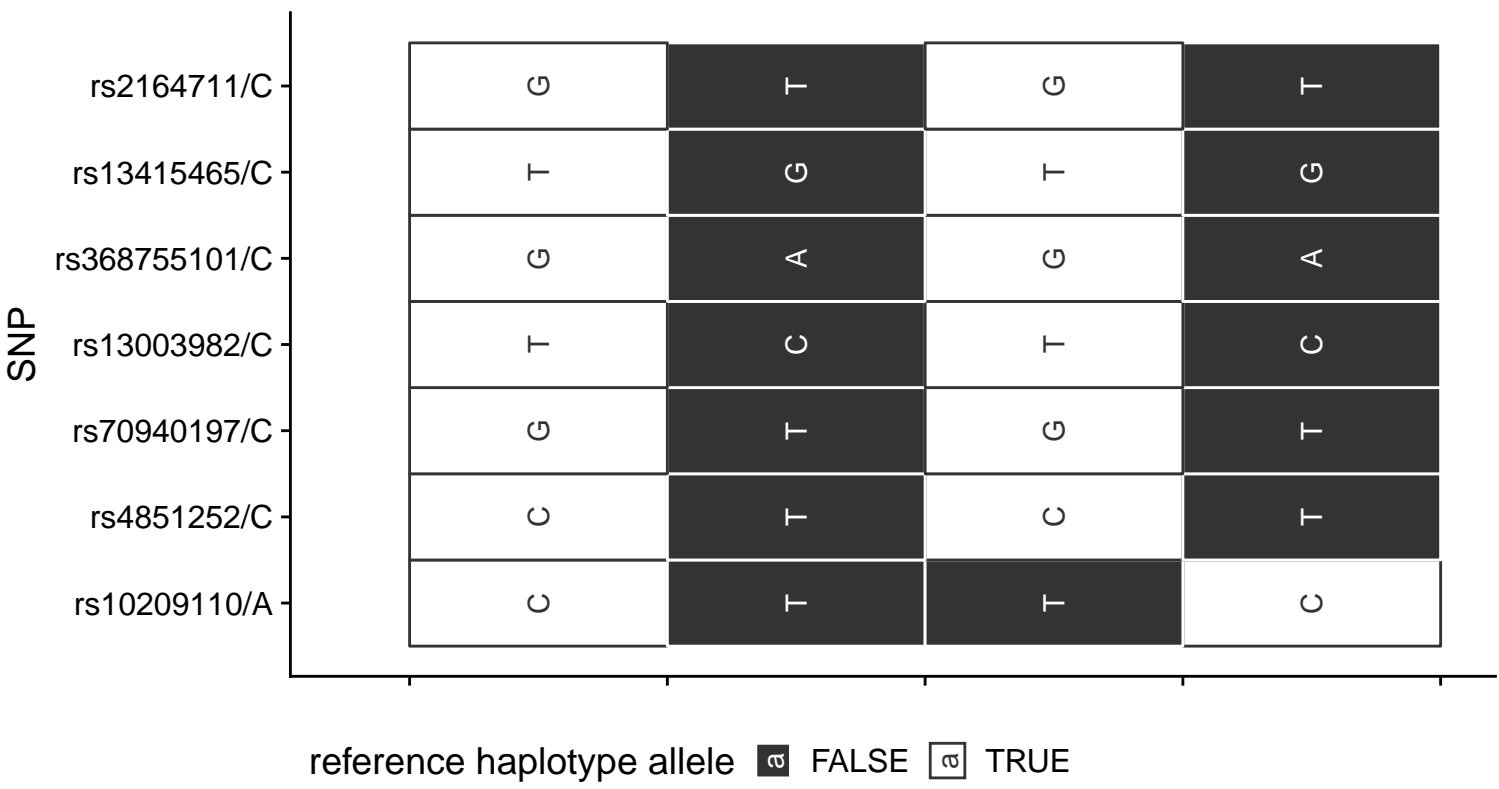 SNP
rs2164711/C G T G T
rs13415465/C T G T G
rs368755101/C G A G A
rs13003982/C T C T C
rs70940197/C G T G T
rs4851252/C C T C T
rs10209110/A C T T C
reference haplotype allele a FALSE a TRUE